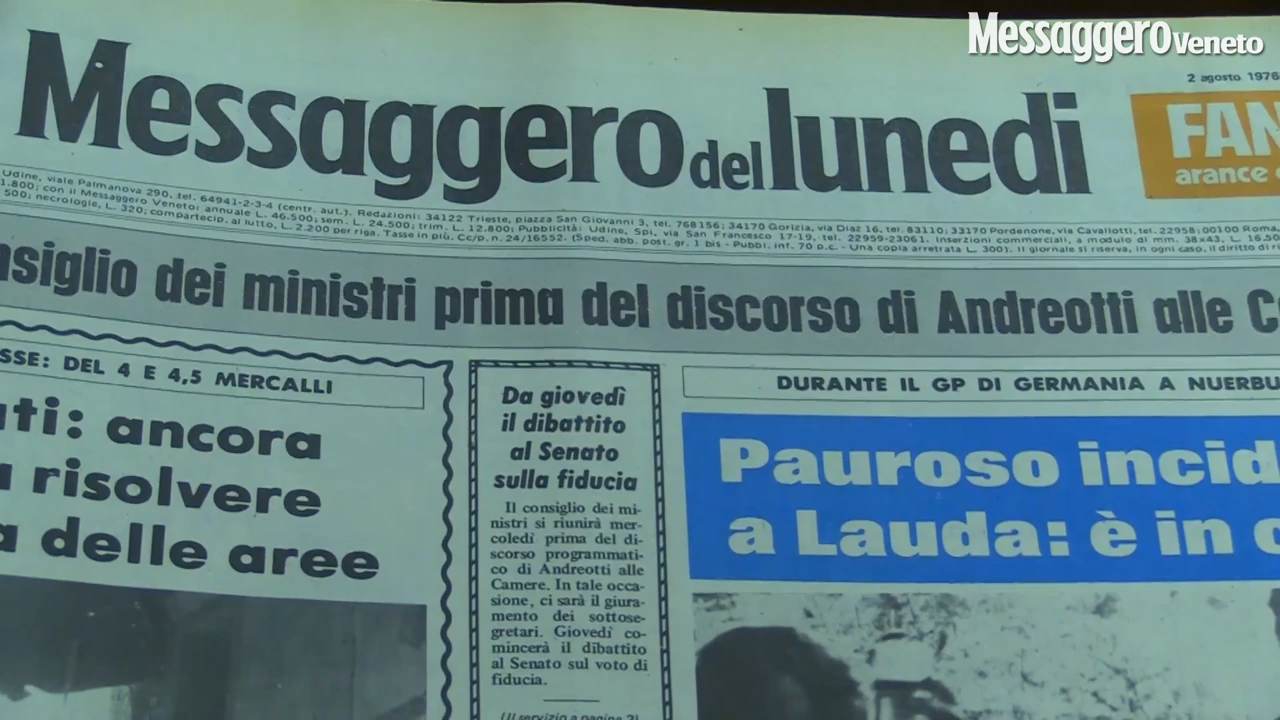 Messaggero Veneto
2 agosto 1976
Messaggero del lunedì
FAN
arance
Udine, viale Palmanova 290, tel. 64941-2-3-4 (centr. aut.). Redazioni: 34122 Trieste, piazza San Giovanni 3, tel. 768156; 34170 Gorizia, via Diaz 16, tel. 83110; 33170 Pordenone, via Cavallotti, tel. 22958; 00100 Roma,
1.800; con il Messaggero Veneto: annuale L. 46.500; sem. L. 24.500; trim. L. 12.800; Pubblicità: Udine, SPI, via San Francesco 17-19, tel. 22959-23061. Inserzioni commerciali, a modulo di mm. 38×43, L. 16.50
500; necrologie, L. 320; compartecip. al lutto, L. 2.200 per riga. Tasse in più. Cc/p. n. 24/16552. (Sped. abb. post. gr. 1 bis - Pubbl. inf. 70 p.c. - Una copia arretrata L. 300). Il giornale si riserva, in ogni caso, il diritto di
nsiglio dei ministri prima del discorso di Andreotti alle C
SSE: DEL 4 E 4,5 MERCALLI
ati: ancora
a risolvere
a delle aree
Da giovedì
il dibattito
al Senato
sulla fiducia
Il consiglio dei mi-
nistri si riunirà mer-
coledì prima del di-
scorso programmati-
co di Andreotti alle
Camere. In tale occa-
sione, ci sarà il giura-
mento dei sottose-
gretari. Giovedì co-
mincerà il dibattito
al Senato sul voto di
fiducia.
(Il servizio a pagina 2)
DURANTE IL GP DI GERMANIA A NUERBU
Pauroso incid
a Lauda: è in